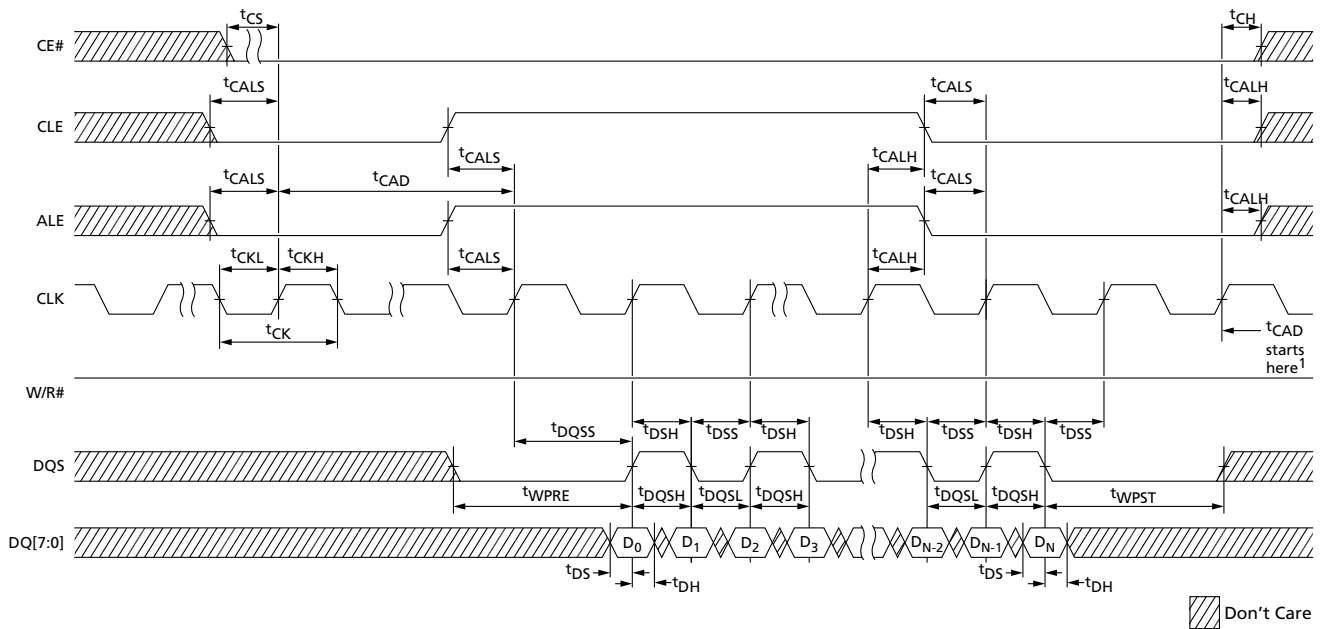 tCS
tCH
CE#
tCALS
tCALS
tCALH
CLE
tCALS
tCALH
tCALS
tCAD
tCALS
tCALH
ALE
tCKL
tCKH
tCALS
tCALH
CLK
tCK
tCAD
starts
here1
W/R#
tDQSS
tDSH
tDSS
tDSH
tDSH
tDSS
tDSH
tDSS
DQS
tWPRE
tDQSH
tDQSL
tDQSH
tDQSL
tDQSH
tWPST
DQ[7:0]
D0
D1
D2
D3
DN-2
DN-1
DN
tDS
tDH
tDS
tDH
Don't Care